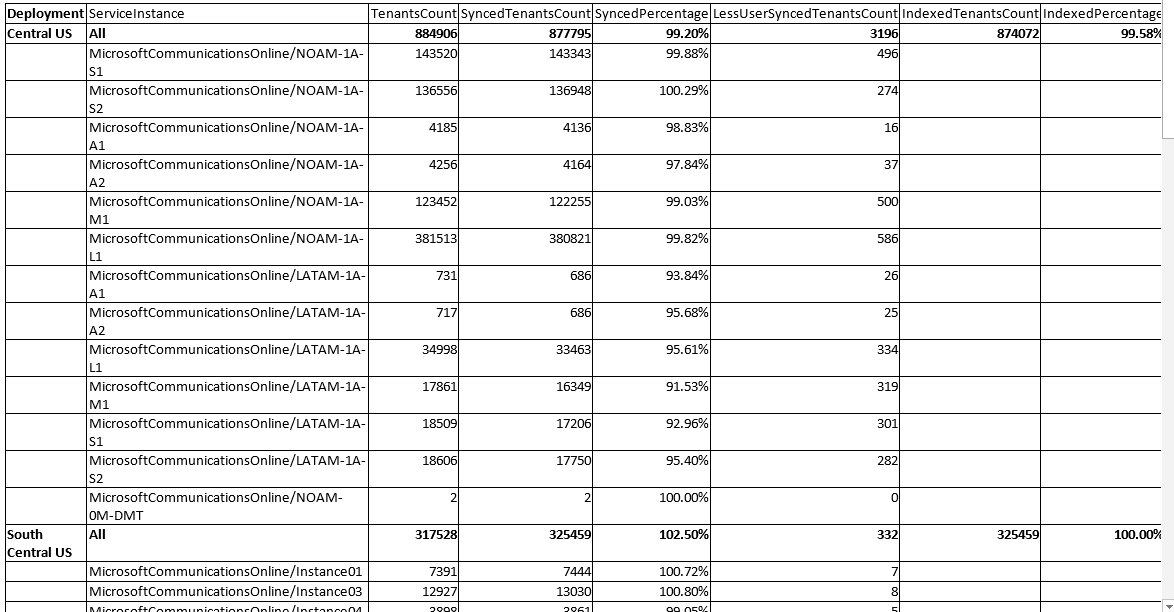 Deployment ServiceInstance TenantsCount SyncedTenantsCount SyncedPercentage LessUserSyncedTenantsCount IndexedTenantsCount IndexedPercentage
Central US All 884906 877795 99.20% 3196 874072 99.58%
MicrosoftCommunicationsOnline/NOAM-1A- 143520 143343 99.88% 496
S1
MicrosoftCommunicationsOnline/NOAM-1A- 136556 136948 100.29% 274
S2
MicrosoftCommunicationsOnline/NOAM-1A- 4185 4136 98.83% 16
A1
MicrosoftCommunicationsOnline/NOAM-1A- 4256 4164 97.84% 37
A2
MicrosoftCommunicationsOnline/NOAM-1A- 123452 122255 99.03% 500
M1
MicrosoftCommunicationsOnline/NOAM-1A- 381513 380821 99.82% 586
L1
MicrosoftCommunicationsOnline/LATAM-1A- 731 686 93.84% 26
A1
MicrosoftCommunicationsOnline/LATAM-1A- 717 686 95.68% 25
A2
MicrosoftCommunicationsOnline/LATAM-1A- 34998 33463 95.61% 334
L1
MicrosoftCommunicationsOnline/LATAM-1A- 17861 16349 91.53% 319
M1
MicrosoftCommunicationsOnline/LATAM-1A- 18509 17206 92.96% 301
S1
MicrosoftCommunicationsOnline/LATAM-1A- 18606 17750 95.40% 282
S2
MicrosoftCommunicationsOnline/NOAM- 2 2 100.00% 0
0M-DMT
South All 317528 325459 102.50% 332 325459 100.00%
Central US
MicrosoftCommunicationsOnline/Instance01 7391 7444 100.72% 7
MicrosoftCommunicationsOnline/Instance03 12927 13030 100.80% 8
MicrosoftCommunicationsOnline/Instance04 3898 3861 99.05% 5